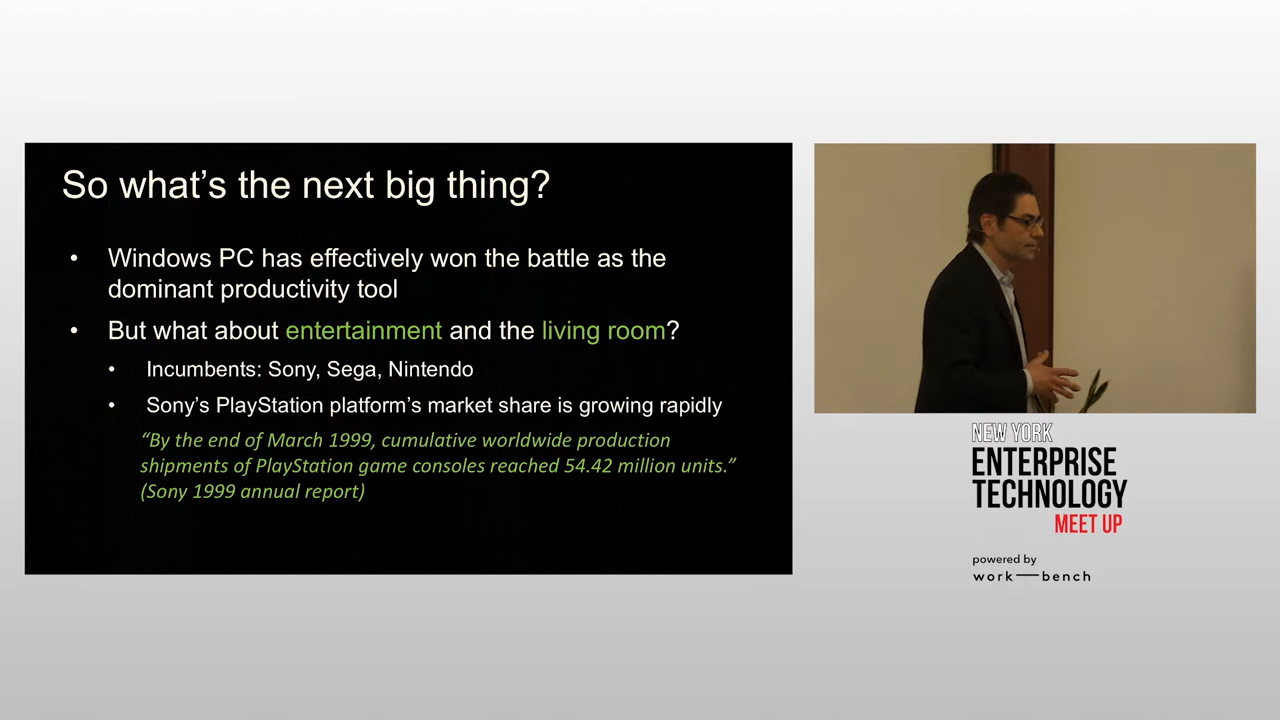 So what’s the next big thing?
• Windows PC has effectively won the battle as the
dominant productivity tool
• But what about entertainment and the living room?
• Incumbents: Sony, Sega, Nintendo
• Sony’s PlayStation platform’s market share is growing rapidly
“By the end of March 1999, cumulative worldwide production
shipments of PlayStation game consoles reached 54.42 million units.”
(Sony 1999 annual report)
NEW YORK
ENTERPRISE
TECHNOLOGY
MEET UP
powered by
work—bench